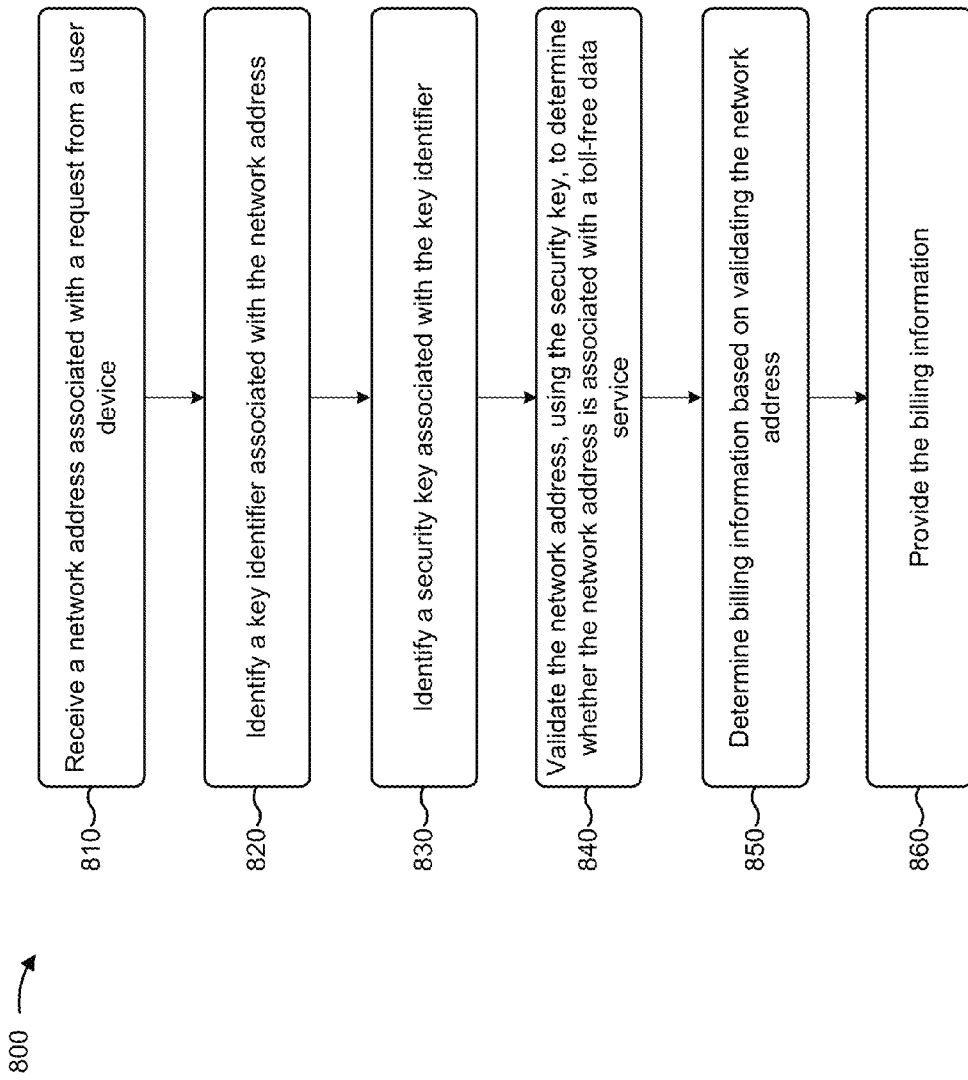 800
810
Receive a network address associated with a request from a user
device
820
Identify a key identifier associated with the network address
830
Identify a security key associated with the key identifier
840
Validate the network address, using the security key, to determine
whether the network address is associated with a toll-free data
service
850
Determine billing information based on validating the network
address
860
Provide the billing information